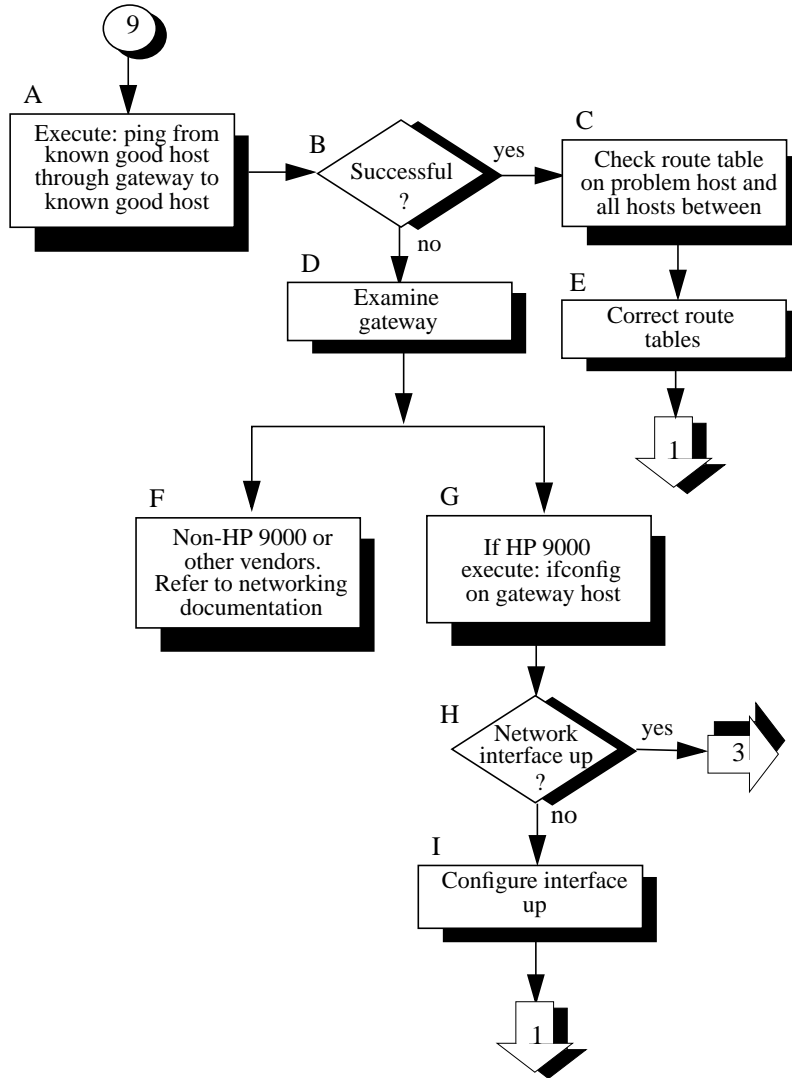 9
A
Execute: ping from
known good host
through gateway to
known good host
B
Successful
?
yes
no
C
Check route table
on problem host and
all hosts between
D
Examine
gateway
E
Correct route
tables
1
F
Non-HP 9000 or
other vendors.
Refer to networking
documentation
G
If HP 9000
execute: ifconfig
on gateway host
H
Network
interface up
?
yes
3
no
I
Configure interface
up
1